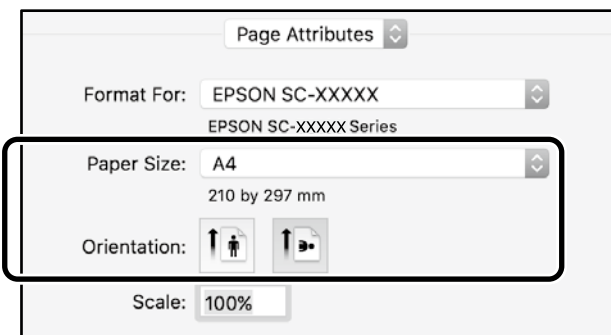 Page Attributes
Format For: EPSON SC-XXXXX
EPSON SC-XXXXX Series
Paper Size: A4
210 by 297 mm
Orientation:
Scale: 100%